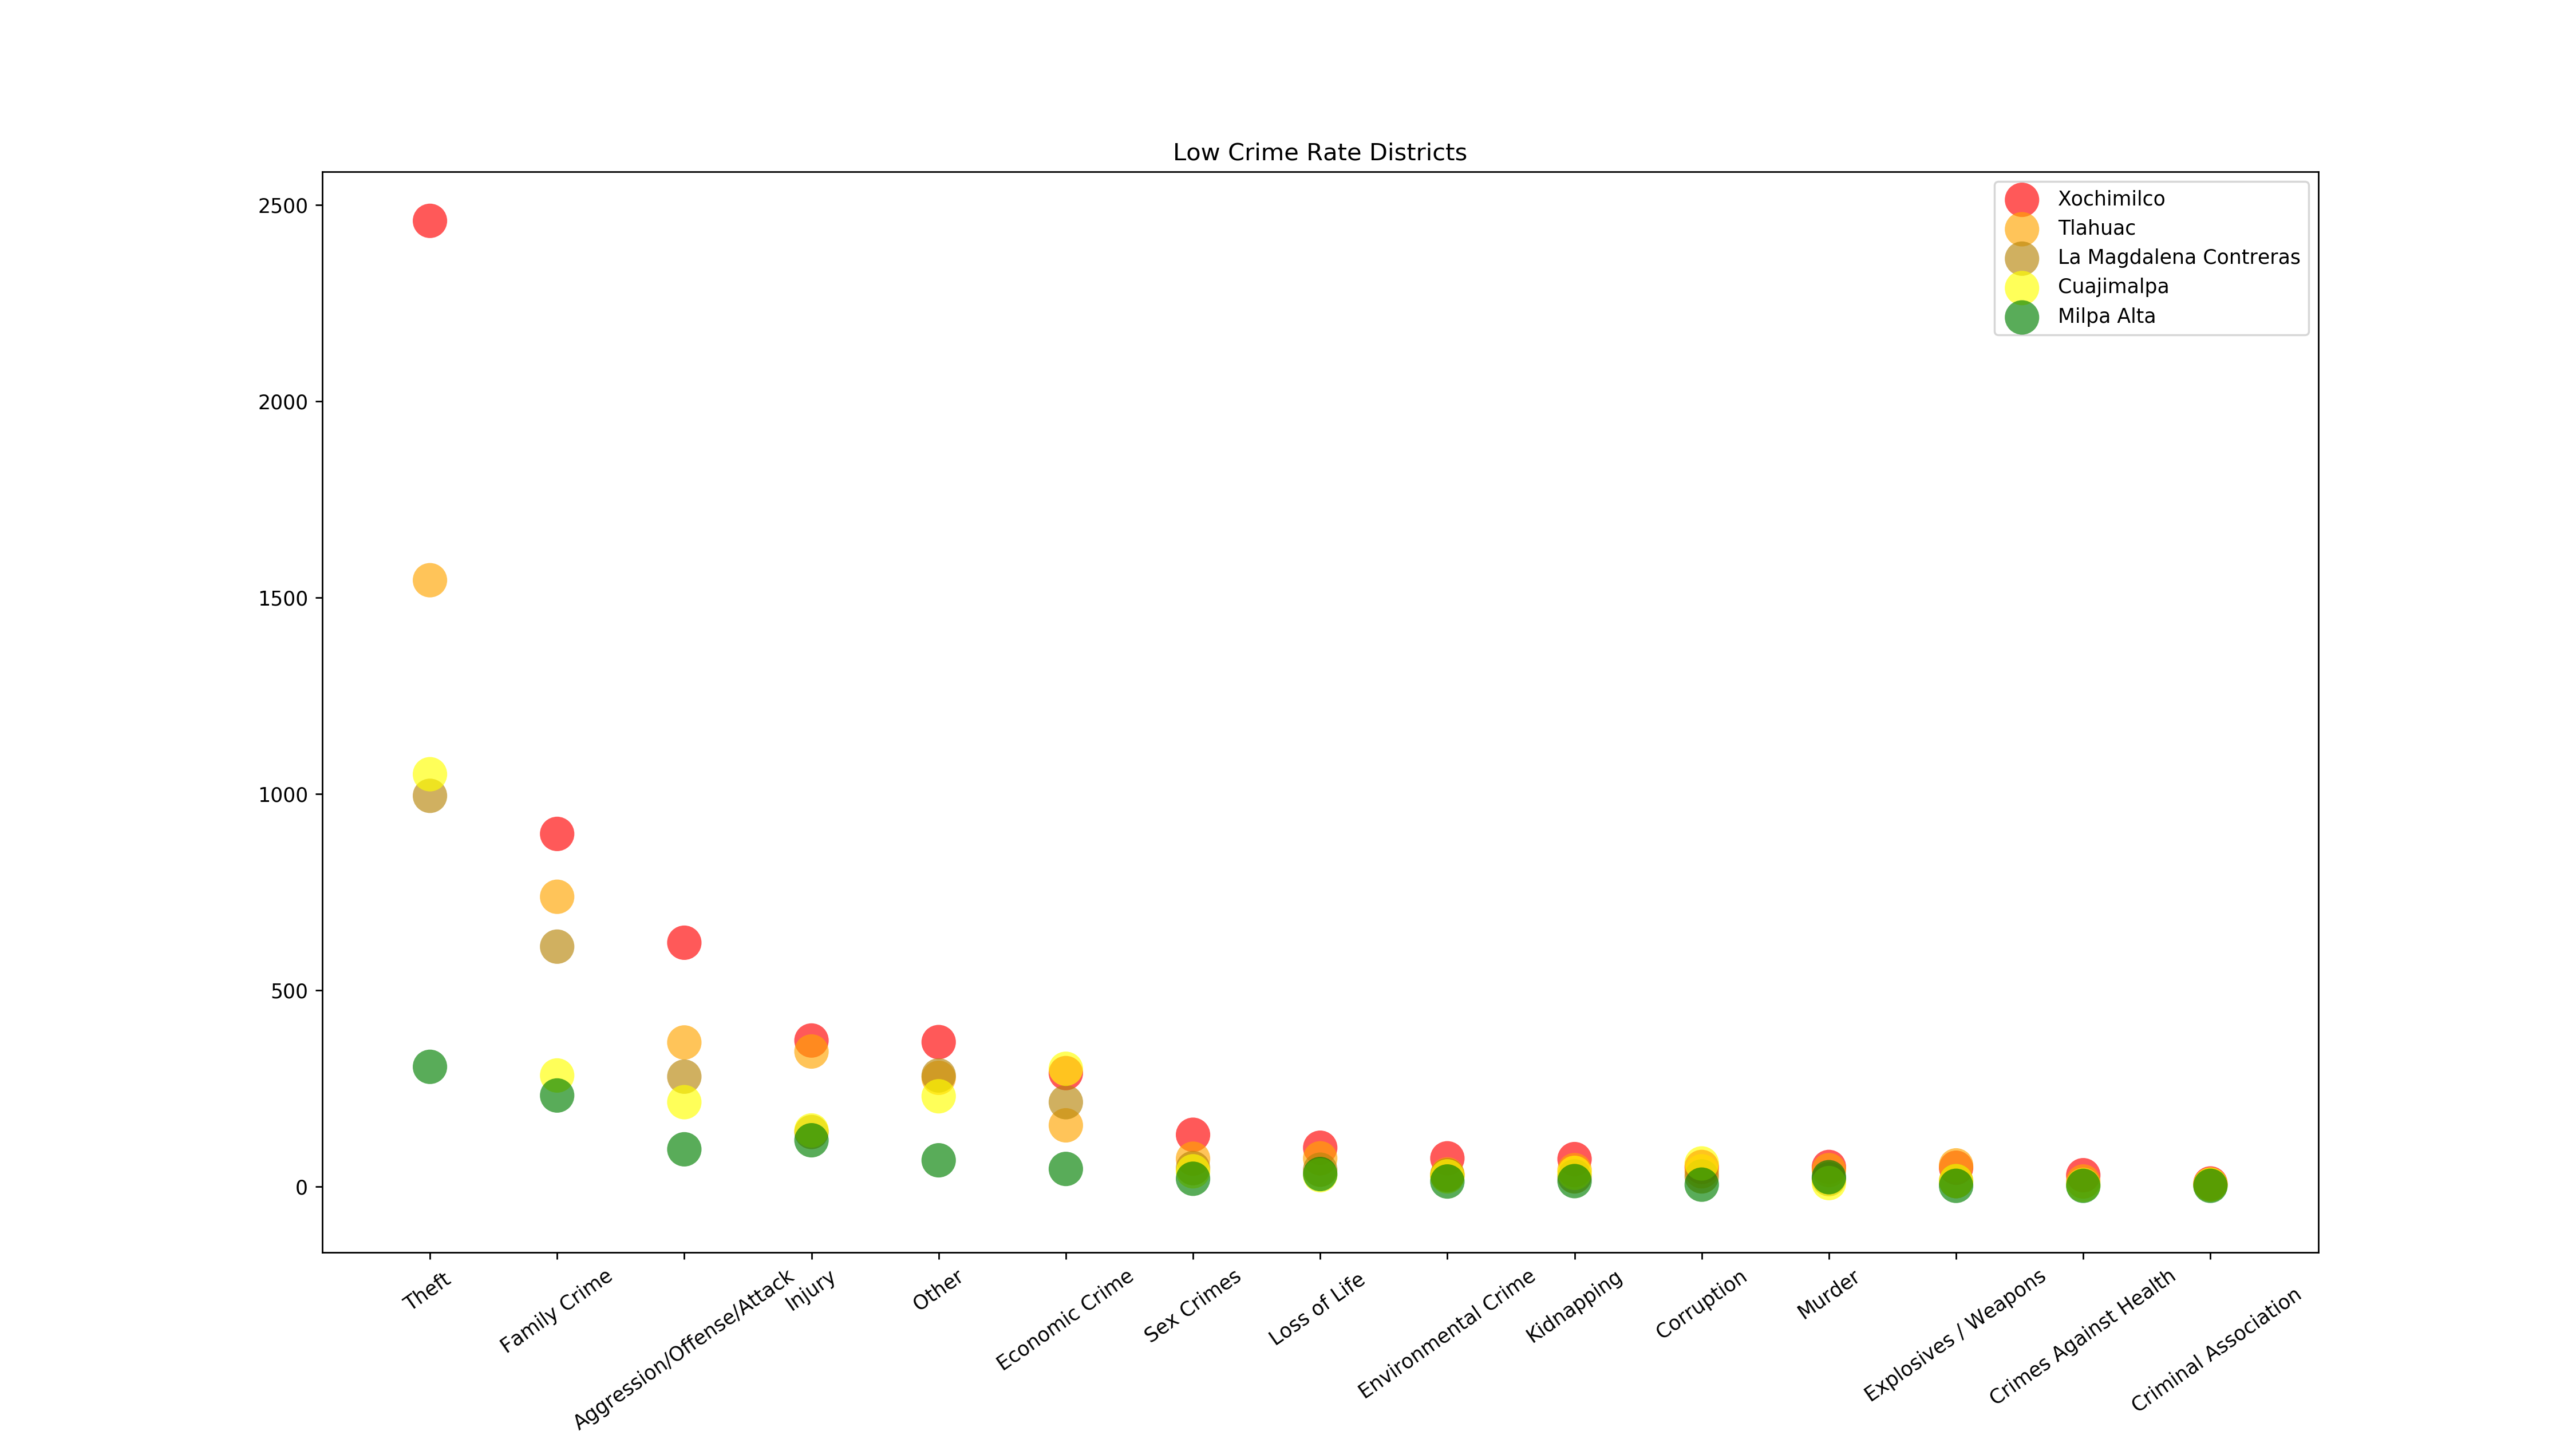 Low Crime Rate Districts
2500
2000
1500
1000
500
0
Xochimilco
Tlahuac
La Magdalena Contreras
Cuajimalpa
Milpa Alta
Theft
Family Crime
Aggression/Offense/Attack
Injury
Other
Economic Crime
Sex Crimes
Loss of Life
Environmental Crime
Kidnapping
Corruption
Murder
Explosives / Weapons
Crimes Against Health
Criminal Association